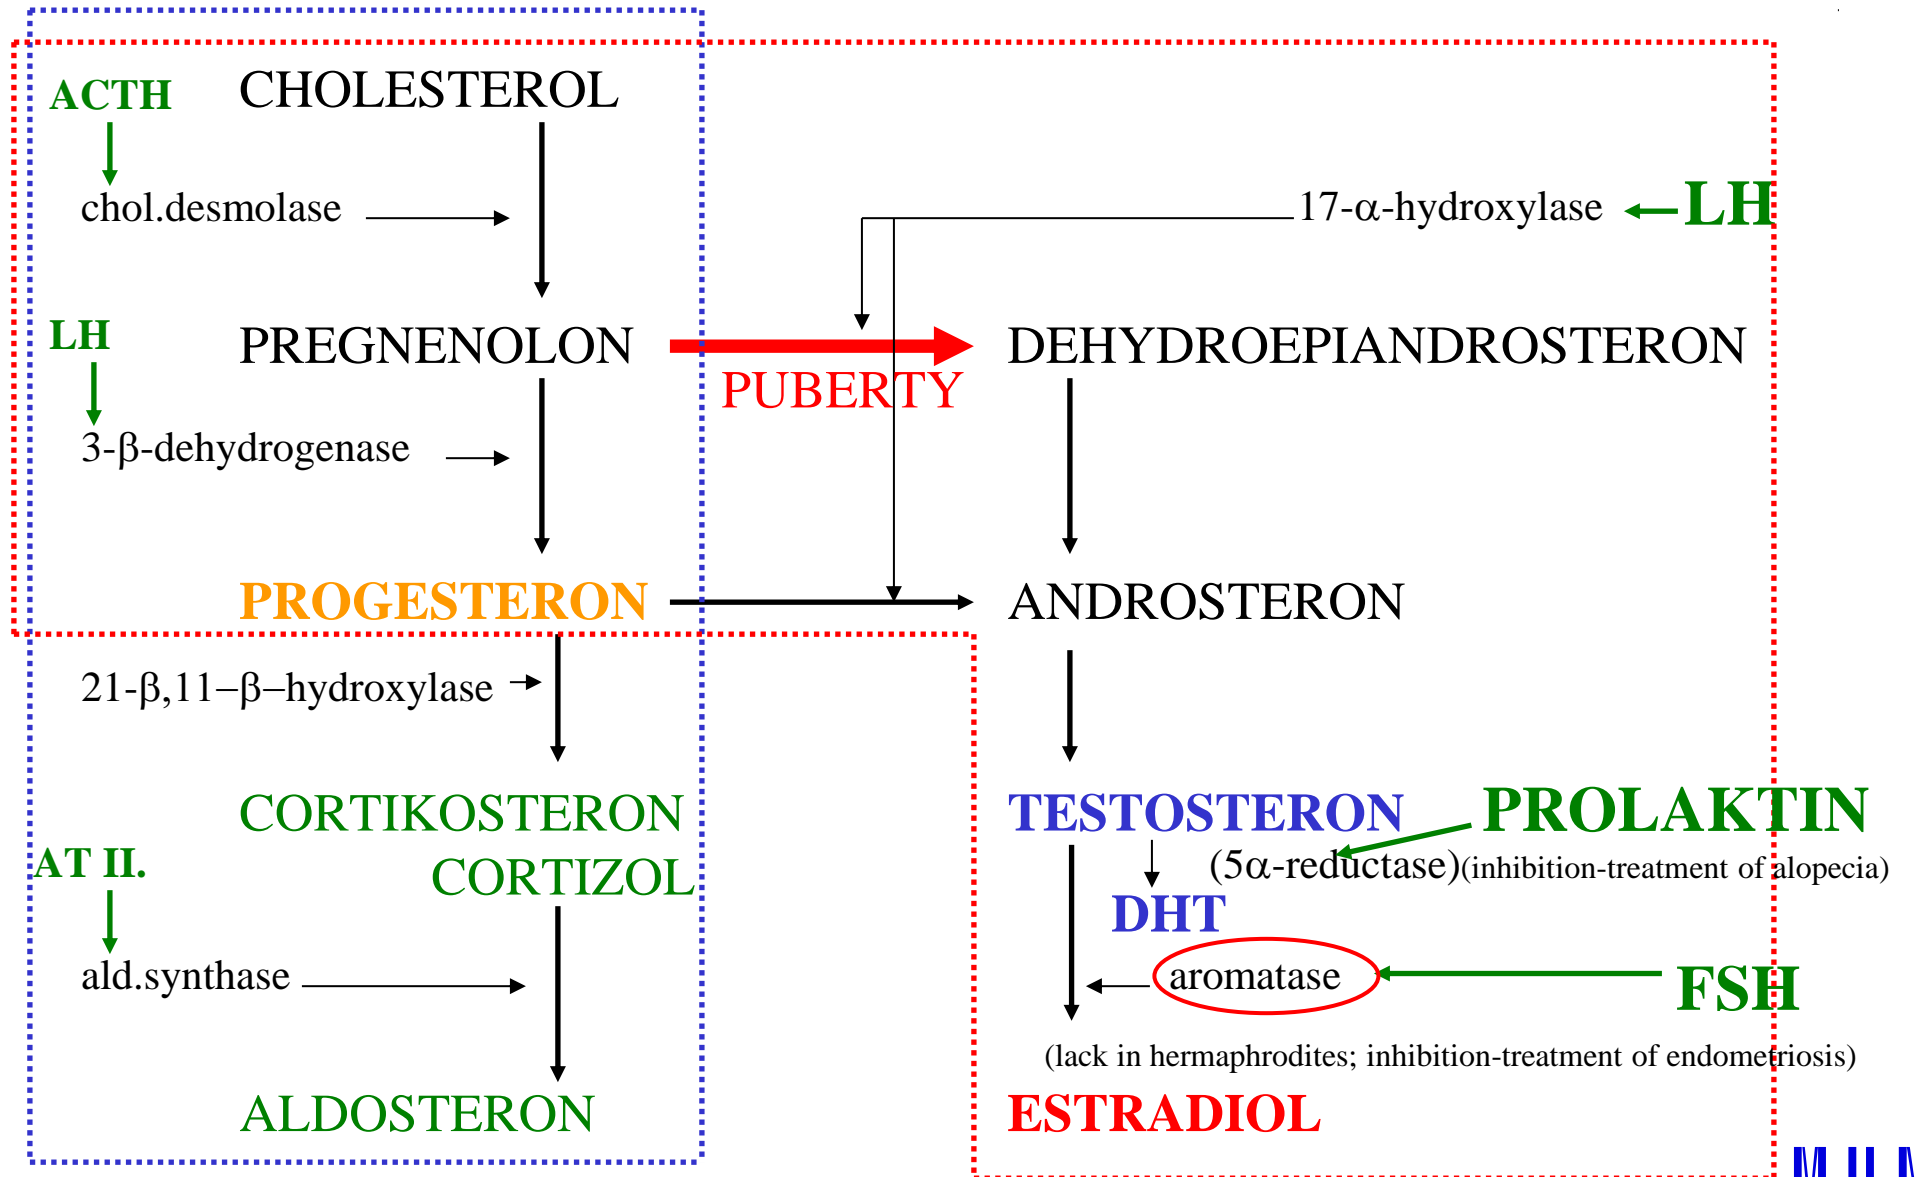 ACTH CHOLESTEROL
chol.desmolase 17-α-hydroxylase LH
LH PREGNENOLON DEHYDROEPIANDROSTERON
PUBERTY
3-β-dehydrogenase
PROGESTERON ANDROSTERON
21-β,11–β–hydroxylase
CORTIKOSTERON TESTOSTERON PROLAKTIN
AT II. CORTIZOL (5α-reductase)(inhibition-treatment of alopecia)
DHT
ald.synthase aromatase FSH
(lack in hermaphrodites; inhibition-treatment of endometriosis)
ALDOSTERON ESTRADIOL